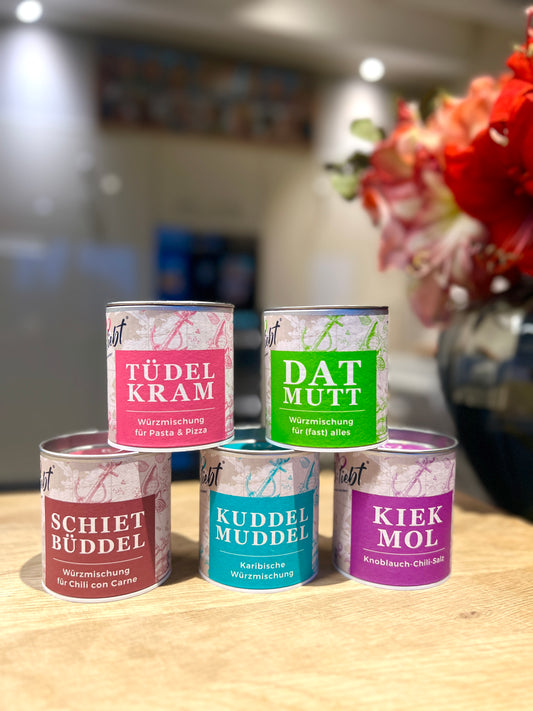 TÜDEL
KRAM
Würzmischung
für Pasta & Pizza
DAT
MUTT
Würzmischung
für (fast) alles
SCHIET
BÜDDEL
Würzmischung
für Chili con Carne
KUDDEL
MUDDEL
Karibische
Würzmischung
KIEK
MOL
Knoblauch-Chili-Salz